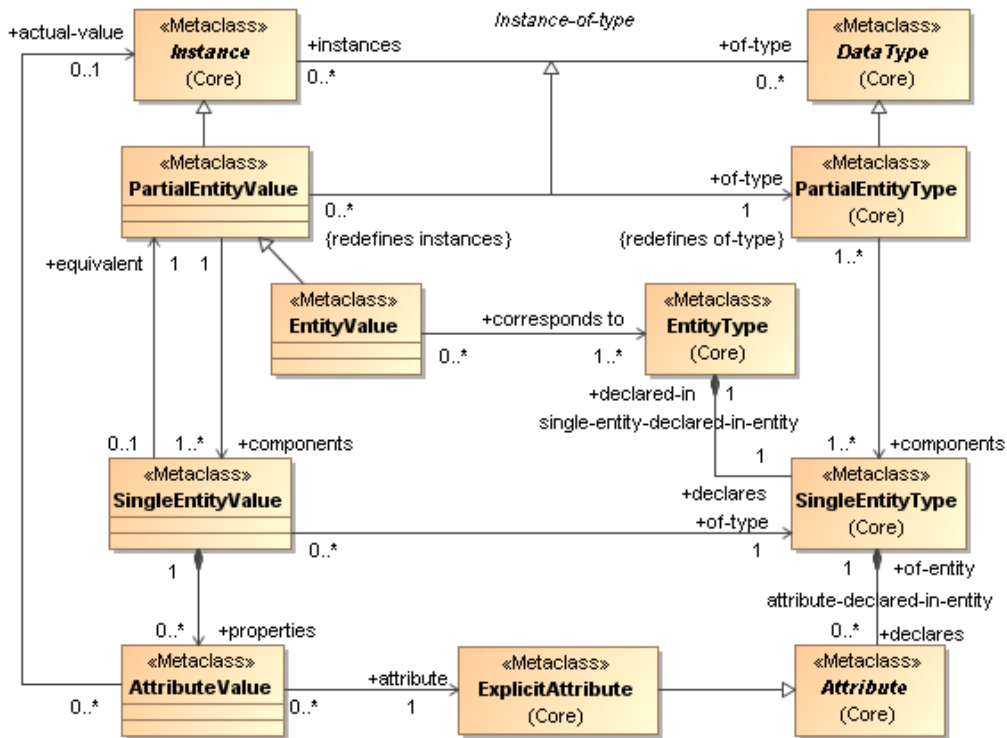 «Metaclass»
Instance
(Core)
Instance-of-type
«Metaclass»
DataType
(Core)
+actual-value
0..1
+instances
0..*
+of-type
0..*
«Metaclass»
PartialEntityValue
«Metaclass»
PartialEntityType
(Core)
0..*
{redefines instances}
+of-type
1
{redefines of-type}
+equivalent
1
1
1..*
«Metaclass»
EntityValue
+corresponds to
0..*
1..*
«Metaclass»
EntityType
(Core)
+declared-in
1
single-entity-declared-in-entity
0..1
1..*
+components
1
+declares
1..*
+components
«Metaclass»
SingleEntityValue
«Metaclass»
SingleEntityType
(Core)
0..*
+of-type
1
1
0..*
+properties
1
+of-entity
attribute-declared-in-entity
0..*
+declares
«Metaclass»
AttributeValue
0..*
0..*
+attribute
1
«Metaclass»
ExplicitAttribute
(Core)
«Metaclass»
Attribute
(Core)